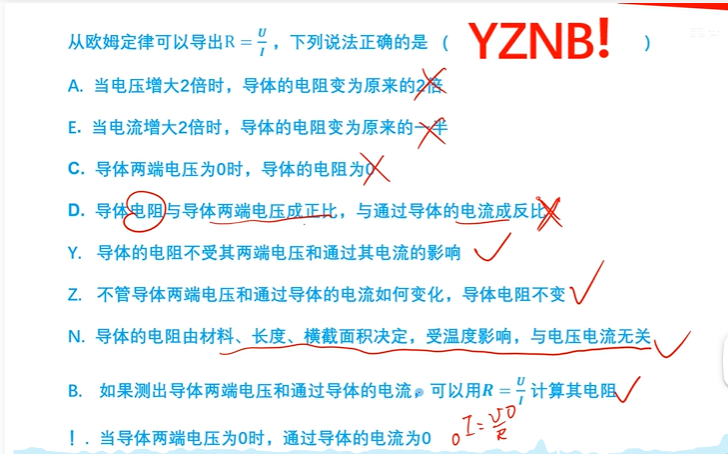 从欧姆定律可以导出R = U/I，下列说法正确的是 ( YZNB! )
A. 当电压增大2倍时，导体的电阻变为原来的2倍
E. 当电流增大2倍时，导体的电阻变为原来的一半
C. 导体两端电压为0时，导体的电阻为0
D. 导体电阻与导体两端电压成正比，与通过导体的电流成反比
Y. 导体的电阻不受其两端电压和通过其电流的影响
Z. 不管导体两端电压和通过导体的电流如何变化，导体电阻不变
N. 导体的电阻由材料、长度、横截面积决定，受温度影响，与电压电流无关
B. 如果测出导体两端电压和通过导体的电流。可以用R = U/I 计算其电阻
！. 当导体两端电压为0时，通过导体的电流为0 0 I = U0/R